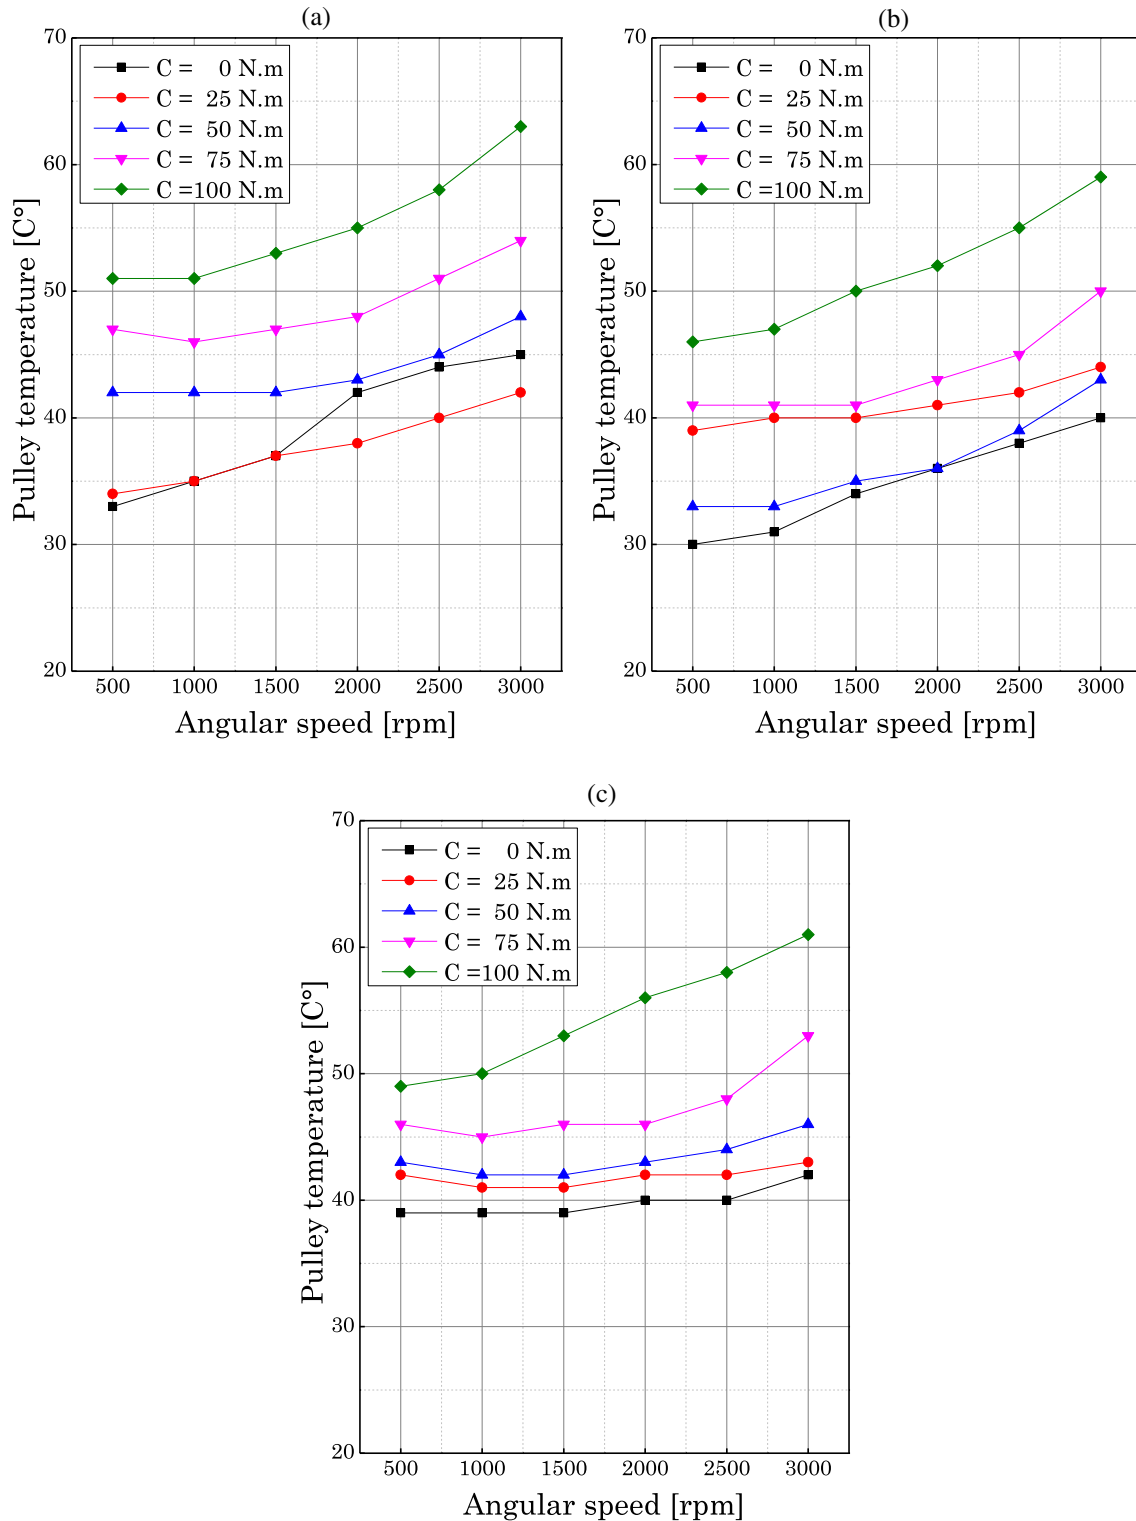 (a)
70
60
50
40
30
20
C = 0 N.m
C = 25 N.m
C = 50 N.m
C = 75 N.m
C =100 N.m
Pulley temperature [C°]
500 1000 1500 2000 2500 3000
Angular speed [rpm]
(b)
70
60
50
40
30
20
C = 0 N.m
C = 25 N.m
C = 50 N.m
C = 75 N.m
C =100 N.m
Pulley temperature [C°]
500 1000 1500 2000 2500 3000
Angular speed [rpm]
(c)
70
60
50
40
30
20
C = 0 N.m
C = 25 N.m
C = 50 N.m
C = 75 N.m
C =100 N.m
Pulley temperature [C°]
500 1000 1500 2000 2500 3000
Angular speed [rpm]